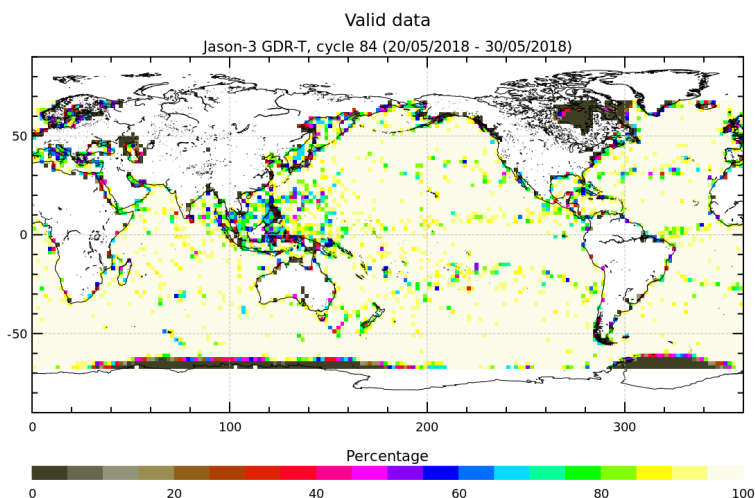 Valid data
Jason-3 GDR-T, cycle 84 (20/05/2018 - 30/05/2018)
50
0
-50
0 100 200 300
Percentage
0 20 40 60 80 100